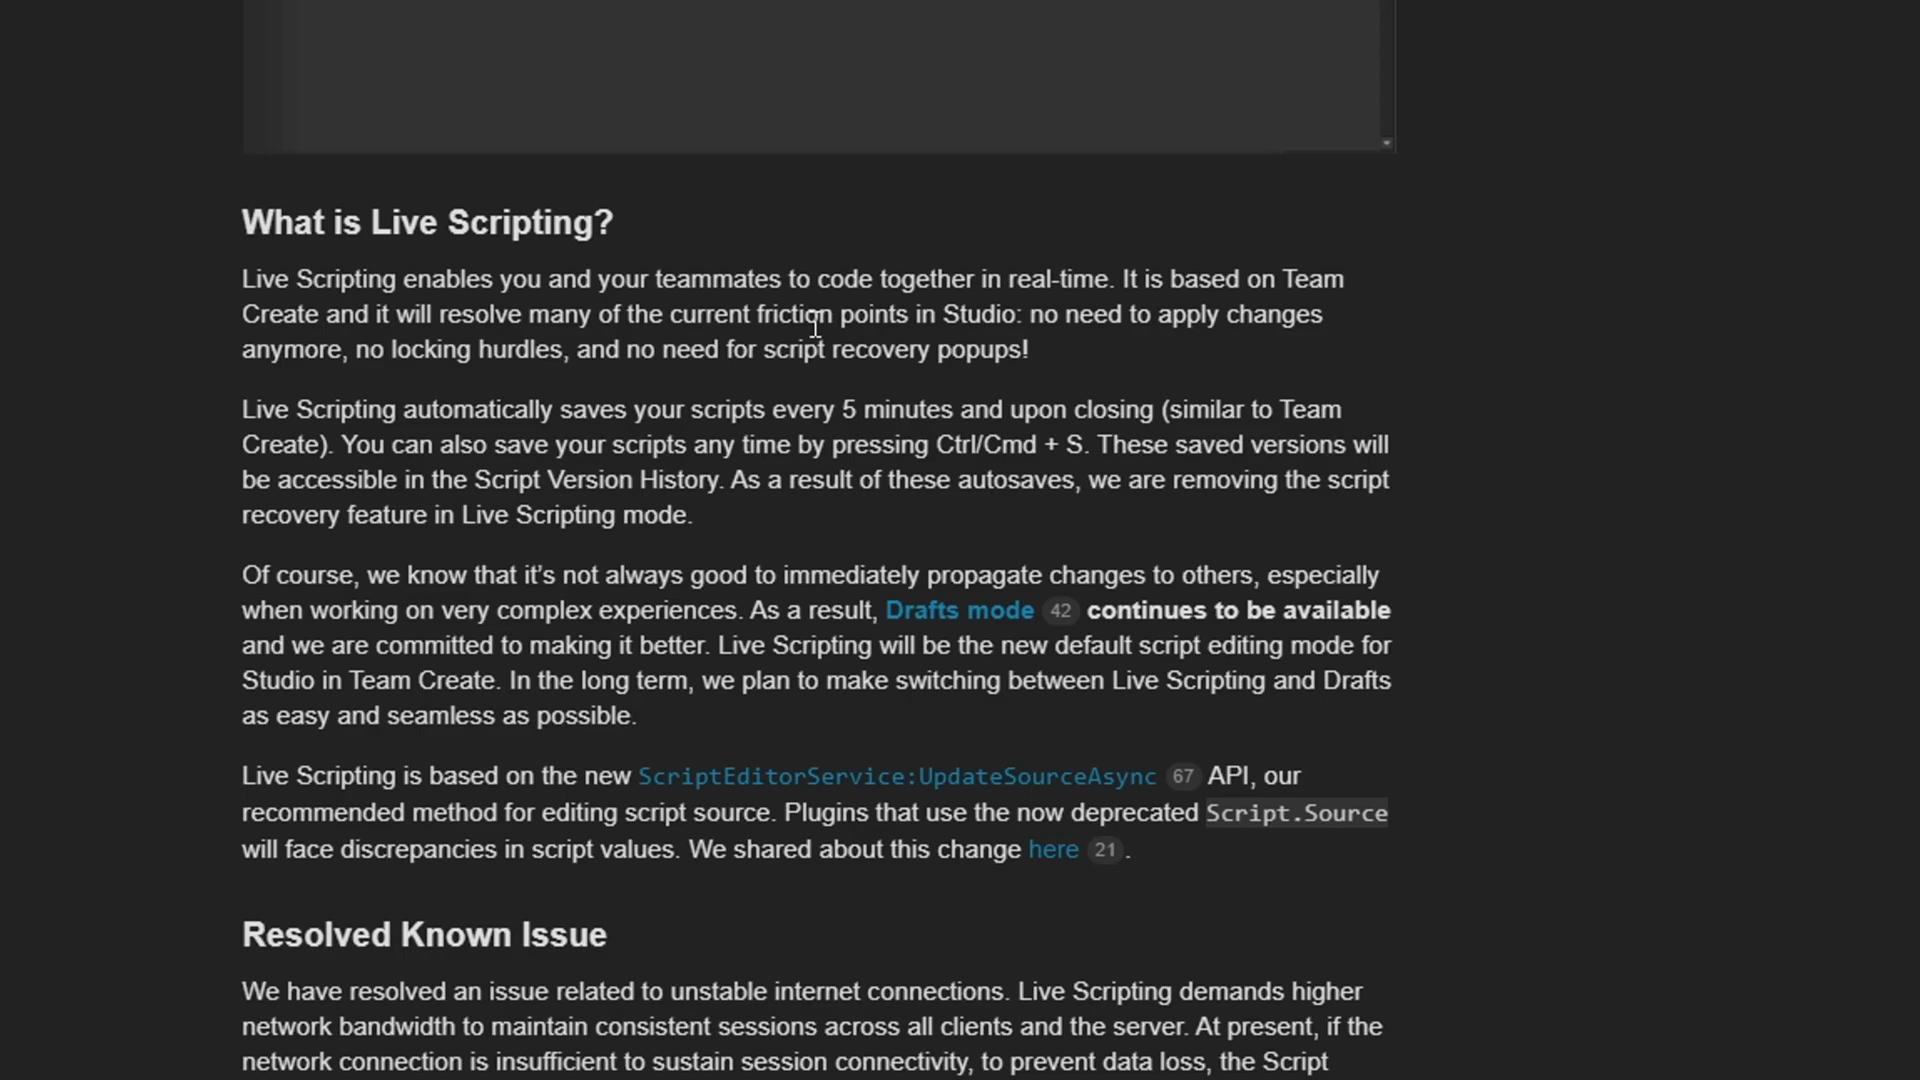 What is Live Scripting?
Live Scripting enables you and your teammates to code together in real-time. It is based on Team
Create and it will resolve many of the current friction points in Studio: no need to apply changes
anymore, no locking hurdles, and no need for script recovery popups!
Live Scripting automatically saves your scripts every 5 minutes and upon closing (similar to Team
Create). You can also save your scripts any time by pressing Ctrl/Cmd + S. These saved versions will
be accessible in the Script Version History. As a result of these autosaves, we are removing the script
recovery feature in Live Scripting mode.
Of course, we know that it’s not always good to immediately propagate changes to others, especially
when working on very complex experiences. As a result, Drafts mode 42 continues to be available
and we are committed to making it better. Live Scripting will be the new default script editing mode for
Studio in Team Create. In the long term, we plan to make switching between Live Scripting and Drafts
as easy and seamless as possible.
Live Scripting is based on the new ScriptEditorService:UpdateSourceAsync 67 API, our
recommended method for editing script source. Plugins that use the now deprecated Script.Source
will face discrepancies in script values. We shared about this change here 21 .
Resolved Known Issue
We have resolved an issue related to unstable internet connections. Live Scripting demands higher
network bandwidth to maintain consistent sessions across all clients and the server. At present, if the
network connection is insufficient to sustain session connectivity, to prevent data loss, the Script